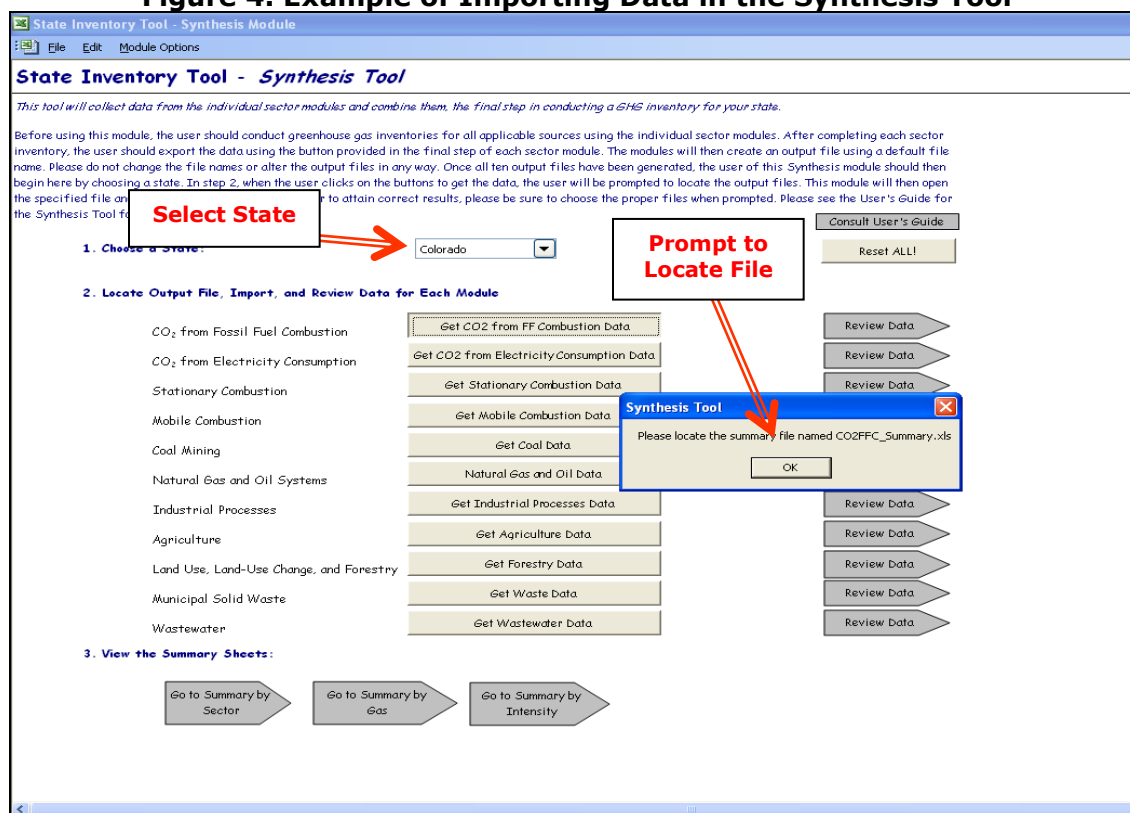 Figure 4. Example of Importing Data in the Synthesis Tool
State Inventory Tool - Synthesis Module
File Edit Module Options
State Inventory Tool - Synthesis Tool
This tool will collect data from the individual sector modules and combine them, the final step in conducting a GHG inventory for your state.
Before using this module, the user should conduct greenhouse gas inventories for all applicable sources using the individual sector modules. After completing each sector
inventory, the user should export the data using the button provided in the final step of each sector module. The modules will then create an output file using a default file
name. Please do not change the file names or alter the output files in any way. Once all ten output files have been generated, the user of this Synthesis module should then
begin here by choosing a state. In step 2, when the user clicks on the buttons to get the data, the user will be prompted to locate the output files. This module will then open
the specified file an r to attain correct results, please be sure to choose the proper files when prompted. Please see the User's Guide for
the Synthesis Tool fo
Select State
Consult User's Guide
1. Choose a State:
Colorado
Prompt to
Locate File
Reset ALL!
2. Locate Output File, Import, and Review Data for Each Module
CO₂ from Fossil Fuel Combustion
Get CO2 from FF Combustion Data
Review Data
CO₂ from Electricity Consumption
Get CO2 from Electricity Consumption Data
Review Data
Stationary Combustion
Get Stationary Combustion Data
Review Data
Mobile Combustion
Get Mobile Combustion Data
Synthesis Tool
Please locate the summary file named CO2FFC_Summary.xls
OK
Coal Mining
Get Coal Data
Natural Gas and Oil Systems
Natural Gas and Oil Data
Industrial Processes
Get Industrial Processes Data
Review Data
Agriculture
Get Agriculture Data
Review Data
Land Use, Land-Use Change, and Forestry
Get Forestry Data
Review Data
Municipal Solid Waste
Get Waste Data
Review Data
Wastewater
Get Wastewater Data
Review Data
3. View the Summary Sheets:
Go to Summary by
Sector
Go to Summary by
Gas
Go to Summary by
Intensity